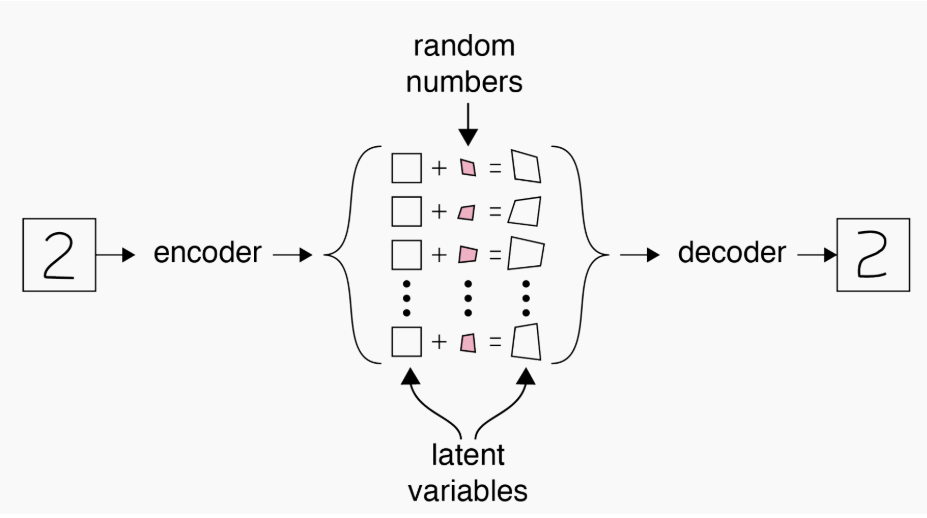 random
numbers
+ =
+ =
2 encoder + = decoder 2
+ =
latent
variables